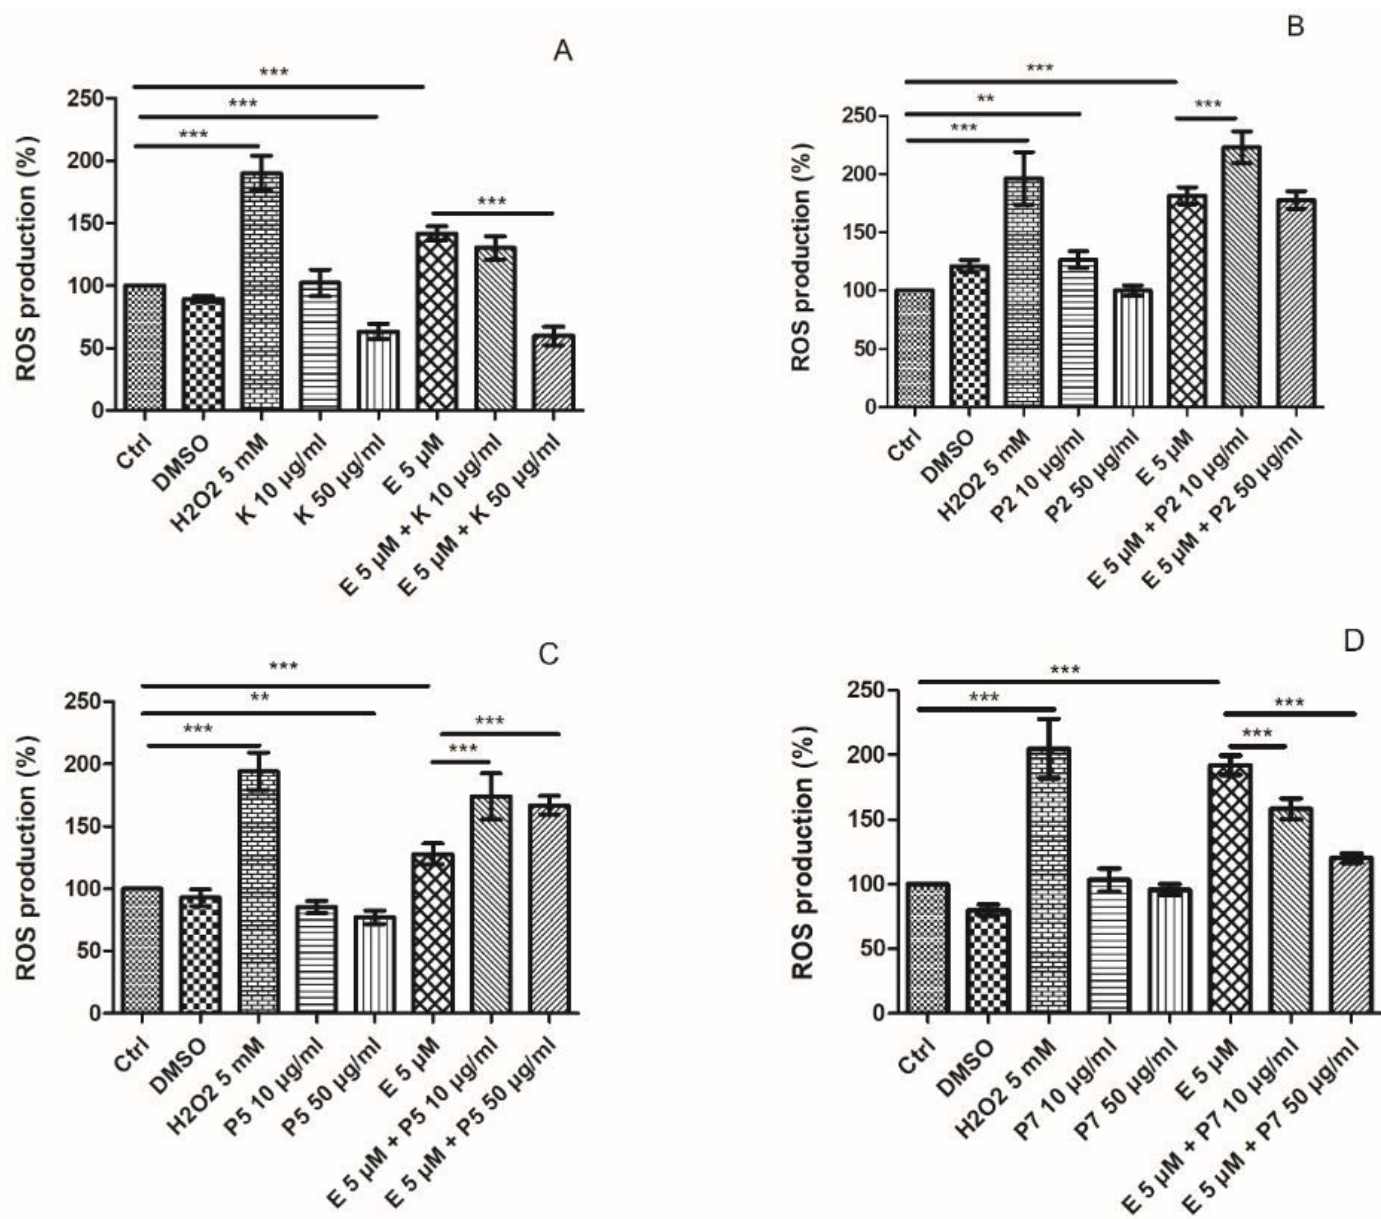 A
***
***
***
***
ROS production (%)
250
200
150
100
50
0
Ctrl
DMSO
H2O2 5 mM
K 10 µg/ml
K 50 µg/ml
E 5 µM
E 5 µM + K 10 µg/ml
E 5 µM + K 50 µg/ml
B
***
**
***
***
ROS production (%)
250
200
150
100
50
0
Ctrl
DMSO
H2O2 5 mM
P2 10 µg/ml
P2 50 µg/ml
E 5 µM
E 5 µM + P2 10 µg/ml
E 5 µM + P2 50 µg/ml
C
***
**
***
***
***
ROS production (%)
250
200
150
100
50
0
Ctrl
DMSO
H2O2 5 mM
P5 10 µg/ml
P5 50 µg/ml
E 5 µM
E 5 µM + P5 10 µg/ml
E 5 µM + P5 50 µg/ml
D
***
***
***
***
ROS production (%)
250
200
150
100
50
0
Ctrl
DMSO
H2O2 5 mM
P7 10 µg/ml
P7 50 µg/ml
E 5 µM
E 5 µM + P7 10 µg/ml
E 5 µM + P7 50 µg/ml